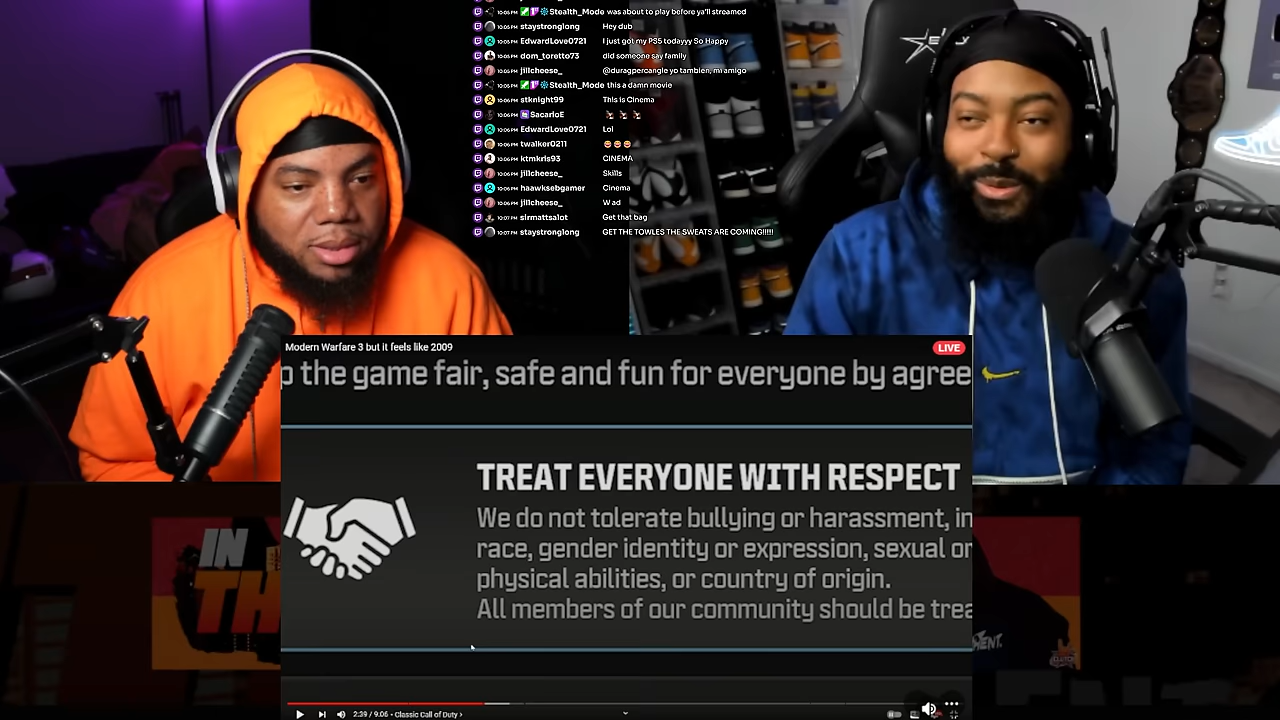 10:05 PM Stealth_Mode was about to play before ya'll streamed
10:05 PM staystronglong Hey dub
10:05 PM EdwardLove0721 I just got my PS5 todayyy So Happy
10:05 PM dom_toretto73 did someone say family
10:05 PM jillcheese_ @duragpercangle yo tambien, mi amigo
10:05 PM Stealth_Mode this a damn movie
10:06 PM stknight99 This is Cinema
10:06 PM SacarioE
10:06 PM EdwardLove0721 Lol
10:06 PM twalker0211
10:06 PM ktmkris93 CINEMA
10:06 PM jillcheese_ Skills
10:06 PM haawksebgamer Cinema
10:06 PM jillcheese_ W ad
10:07 PM sirmattsalot Get that bag
10:07 PM staystronglong GET THE TOWLES THE SWEATS ARE COMING!!!!!
Modern Warfare 3 but it feels like 2009
LIVE
p the game fair, safe and fun for everyone by agree
TREAT EVERYONE WITH RESPECT
We do not tolerate bullying or harassment, in
race, gender identity or expression, sexual or
physical abilities, or country of origin.
All members of our community should be trea
IN
TH
2:39 / 9:06 • Classic Call of Duty ›